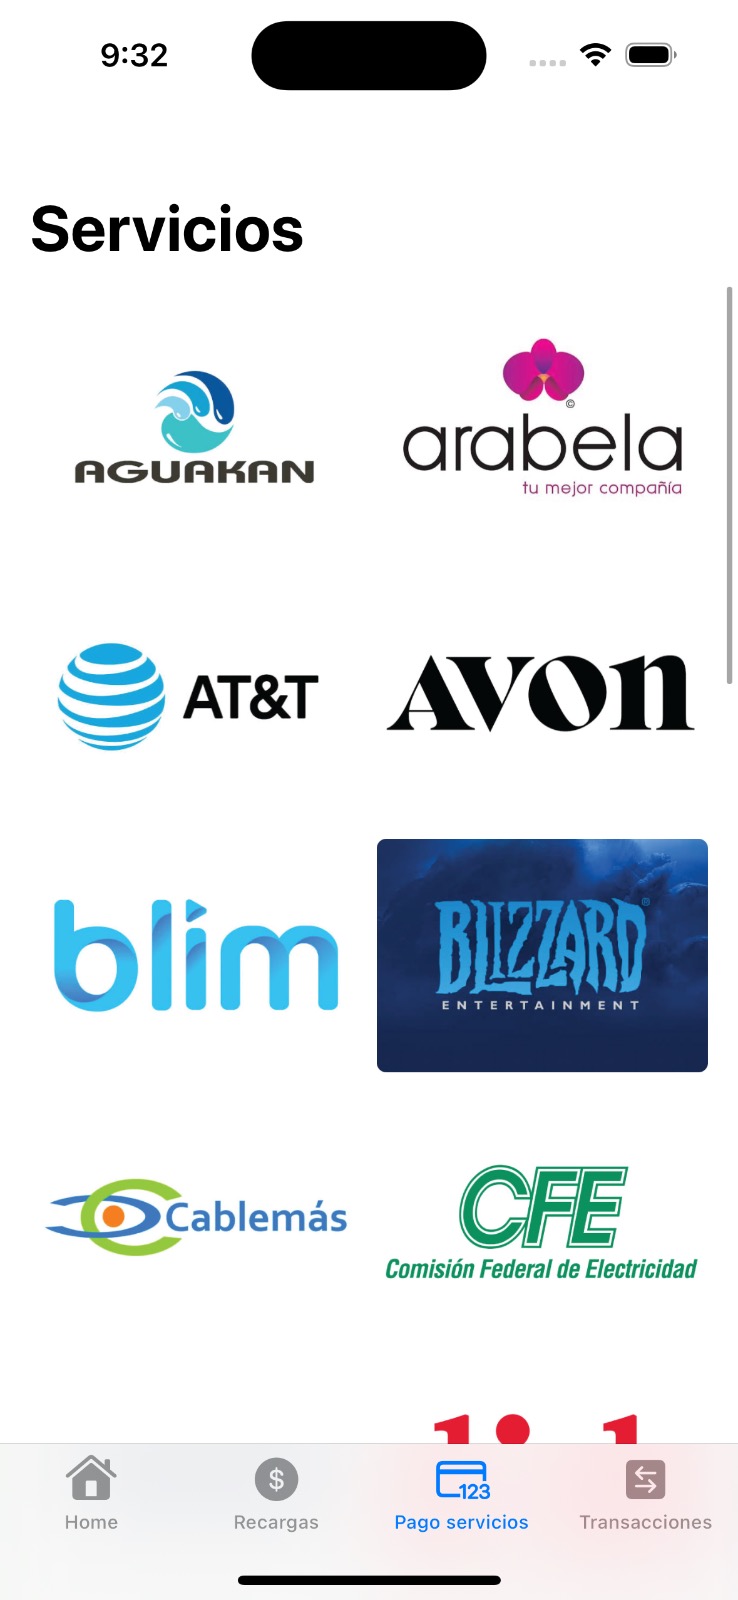 9:32
Servicios
AGUAKAN
©
arabela
tu mejor compañía
AT&T
AVON
blim
BLIZZARD®
ENTERTAINMENT
Cablemás
CFE
Comisión Federal de Electricidad
$
123
Home
Recargas
Pago servicios
Transacciones